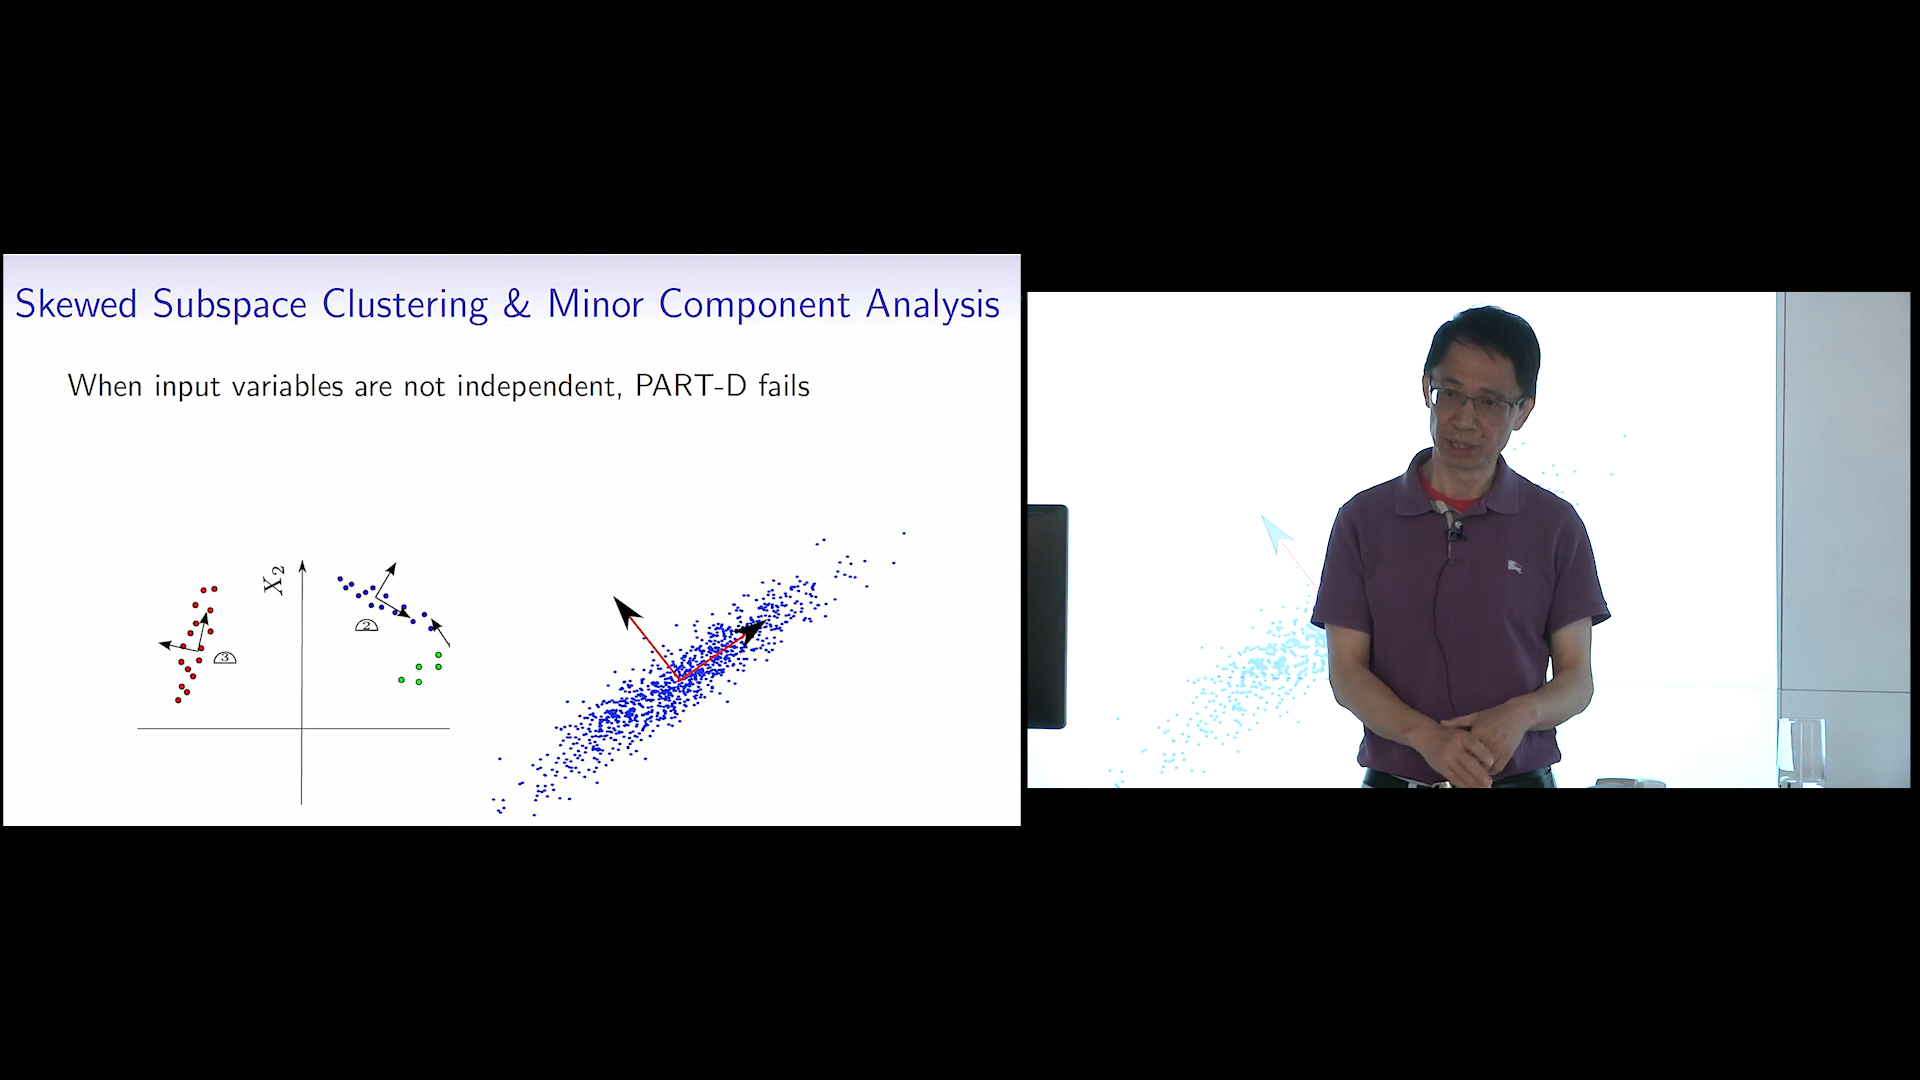 Skewed Subspace Clustering & Minor Component Analysis
When input variables are not independent, PART-D fails
X₂
2
3